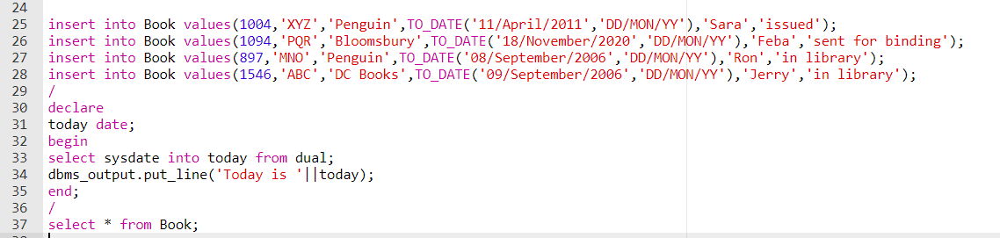 24
25 insert into Book values(1004,'XYZ','Penguin',TO_DATE('11/April/2011','DD/MON/YY'),'Sara','issued');
26 insert into Book values(1094,'PQR','Bloomsbury',TO_DATE('18/November/2020','DD/MON/YY'),'Feba','sent for binding');
27 insert into Book values(897,'MNO','Penguin',TO_DATE('08/September/2006','DD/MON/YY'),'Ron','in library');
28 insert into Book values(1546,'ABC','DC Books',TO_DATE('09/September/2006','DD/MON/YY'),'Jerry','in library');
29 /
30 declare
31 today date;
32 begin
33 select sysdate into today from dual;
34 dbms_output.put_line('Today is '||today);
35 end;
36 /
37 select * from Book;